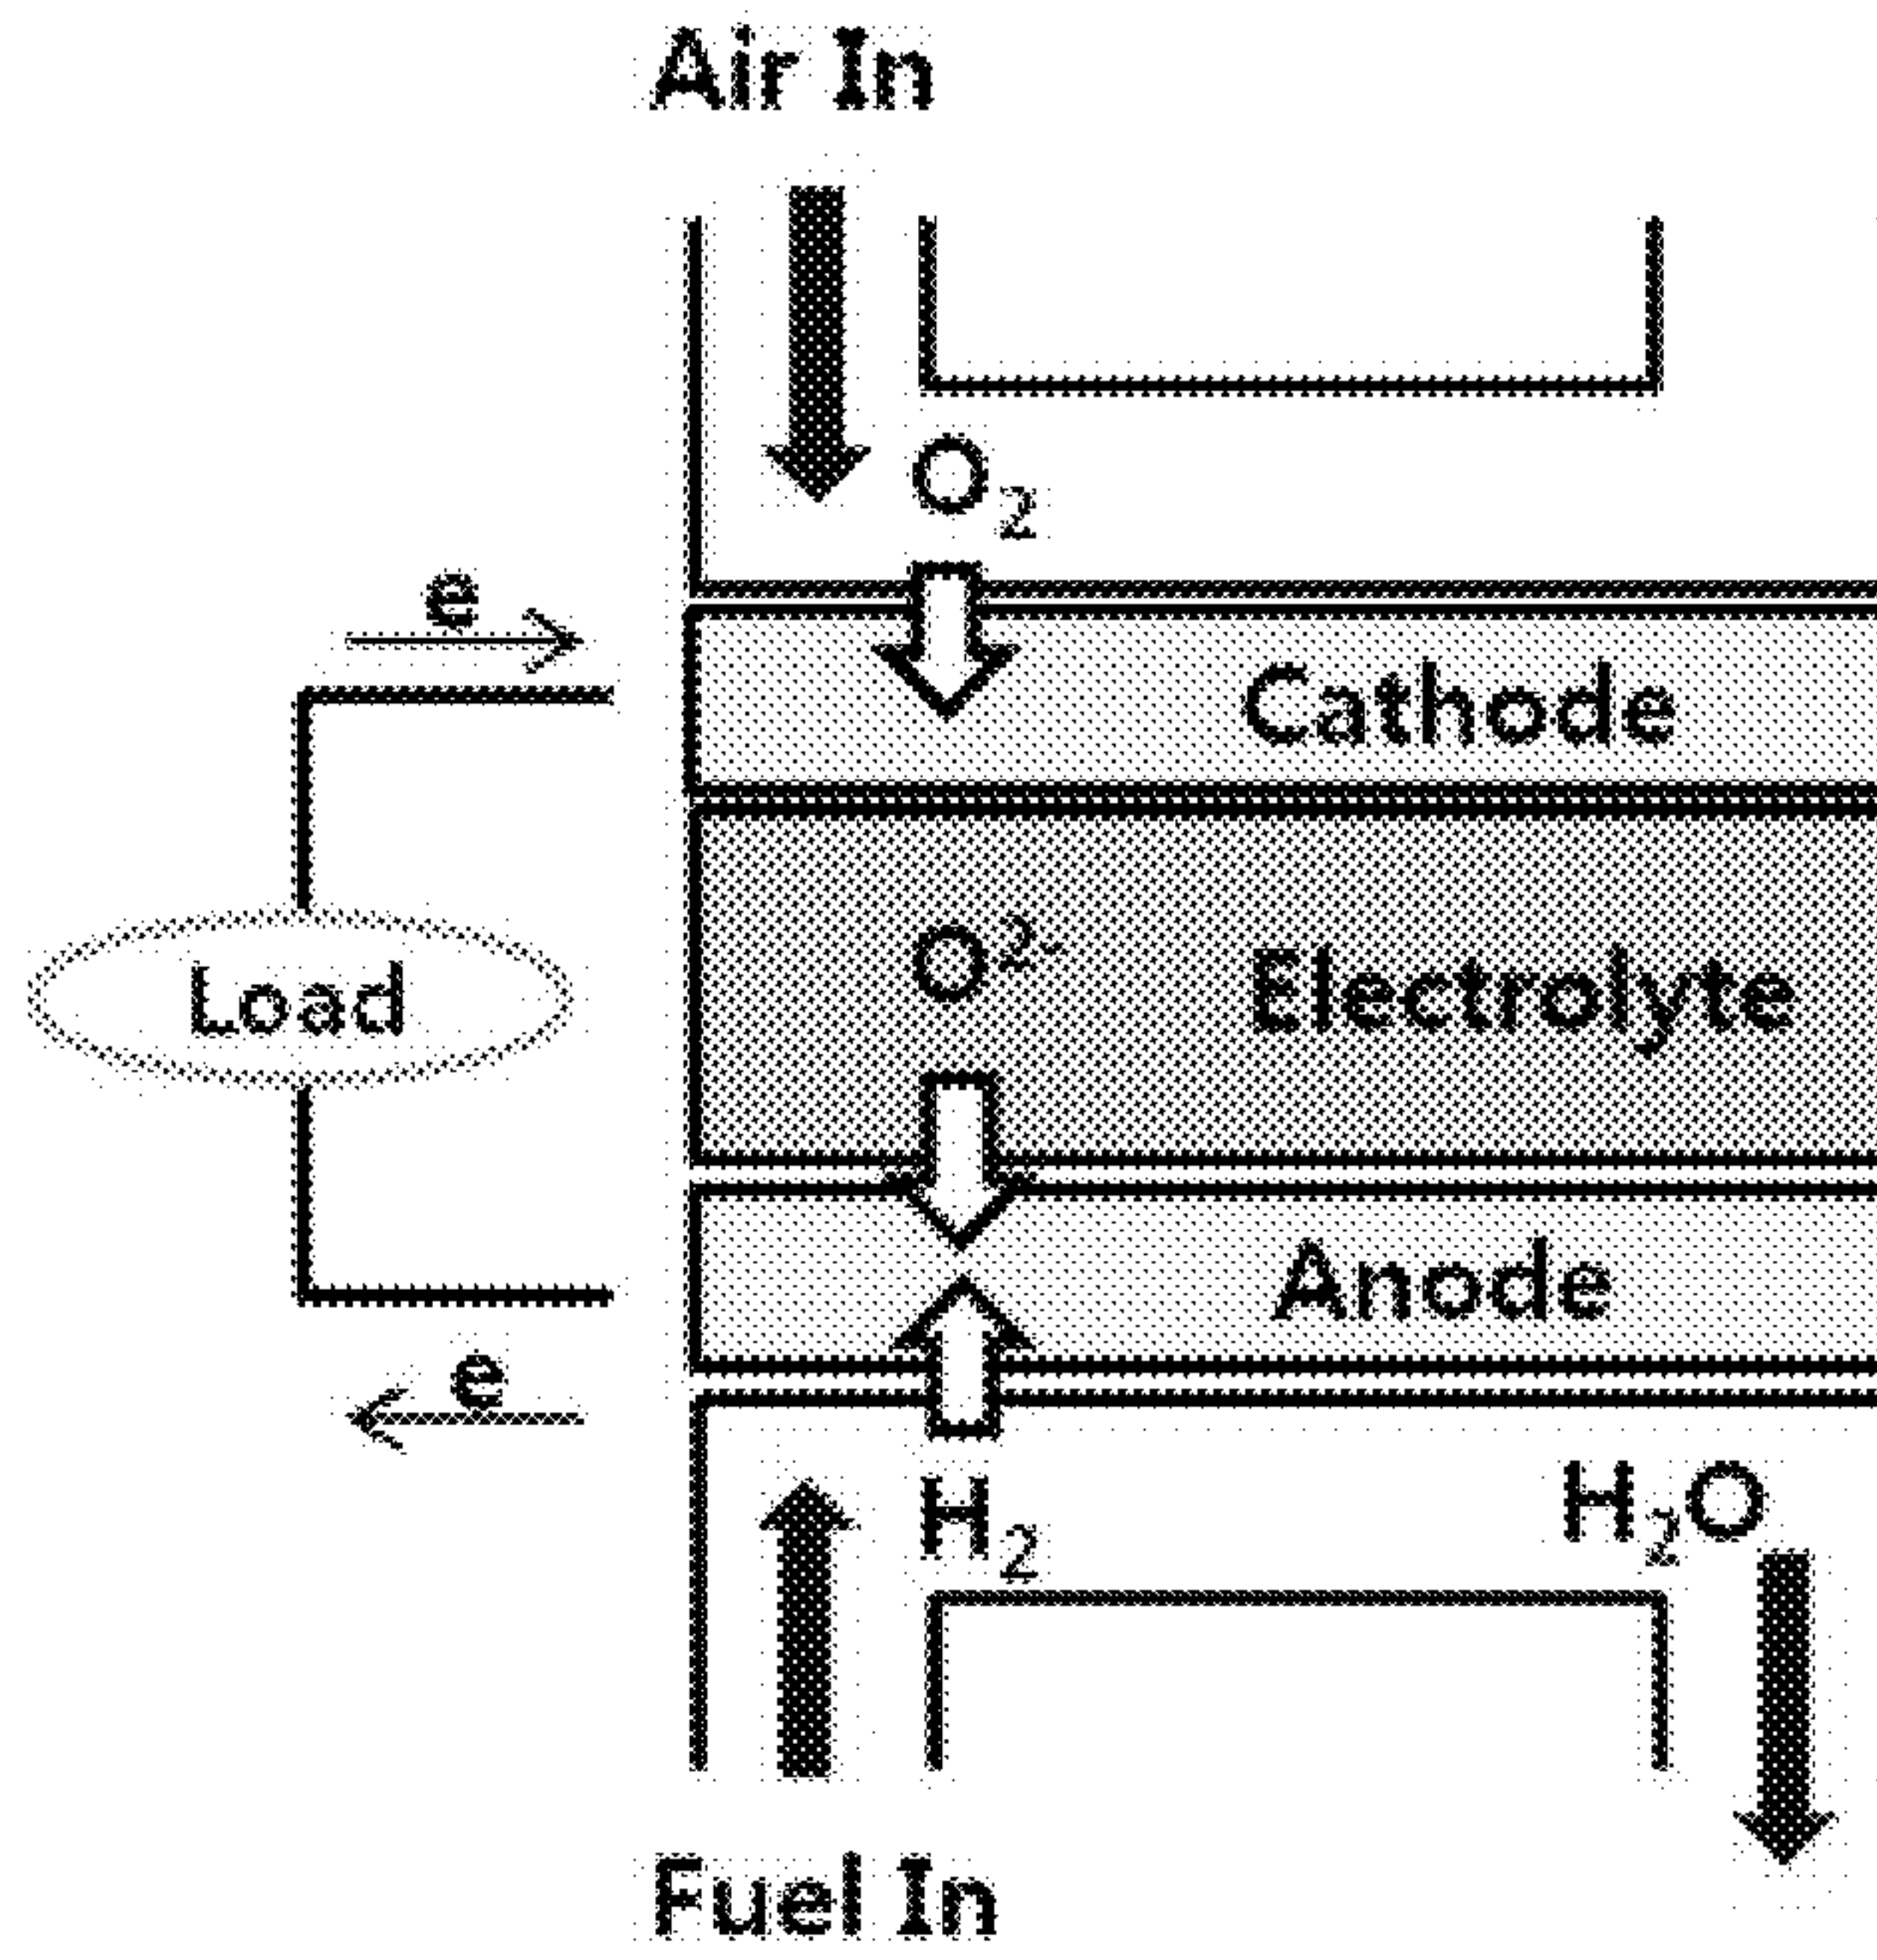 Air In
O₂
e
Cathode
O²⁻
Electrolyte
Load
Anode
e
H₂
H₂O
Fuel In